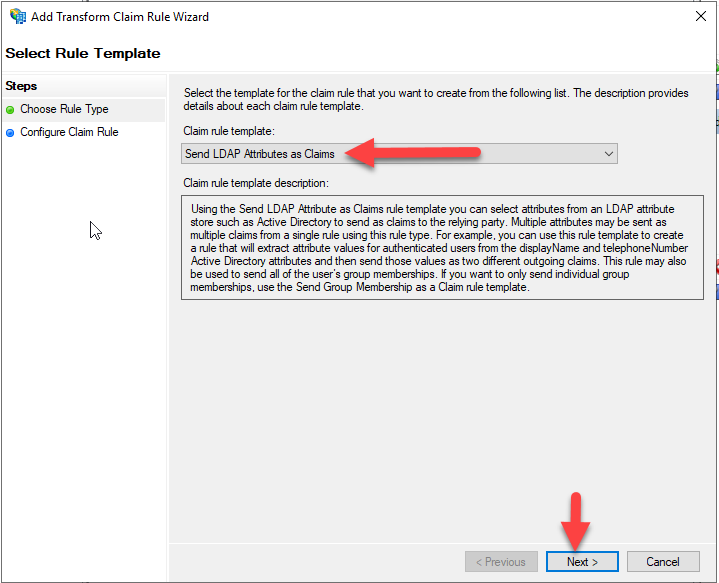 Add Transform Claim Rule Wizard
Select Rule Template
Steps
Choose Rule Type
Configure Claim Rule
Select the template for the claim rule that you want to create from the following list. The description provides
details about each claim rule template.
Claim rule template:
Send LDAP Attributes as Claims
Claim rule template description:
Using the Send LDAP Attribute as Claims rule template you can select attributes from an LDAP attribute
store such as Active Directory to send as claims to the relying party. Multiple attributes may be sent as
multiple claims from a single rule using this rule type. For example, you can use this rule template to create
a rule that will extract attribute values for authenticated users from the displayName and telephoneNumber
Active Directory attributes and then send those values as two different outgoing claims. This rule may also
be used to send all of the user's group memberships. If you want to only send individual group
memberships, use the Send Group Membership as a Claim rule template.
< Previous
Next >
Cancel